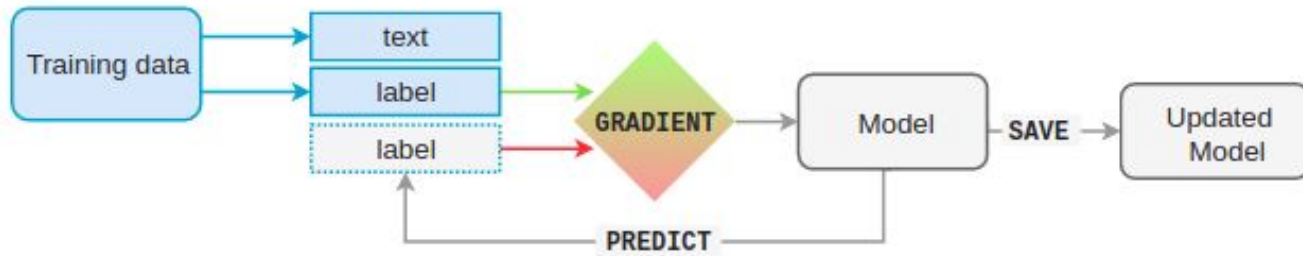 Training data
text
label
label
GRADIENT
Model
SAVE
Updated
Model
PREDICT